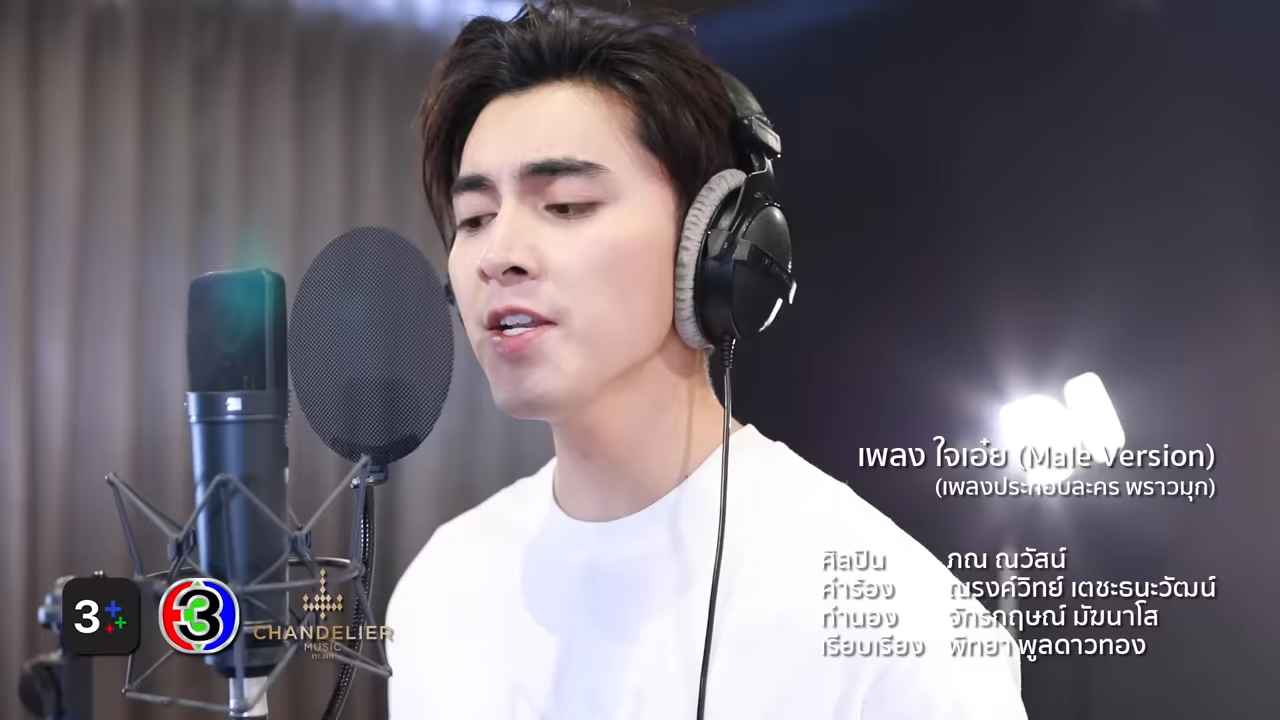 เพลง ใจเอ๋ย (Male Version)
(เพลงประกอบละคร พราวมุก)
ศิลปิน ภณ ณวัสน์
คำร้อง ณรงค์วิทย์ เตชะธนะวัฒน์
ทำนอง จักรกฤษณ์ มัฆนาโส
เรียบเรียง พิทยา พูลดาวทอง
3
3
CHANDELIER
MUSIC